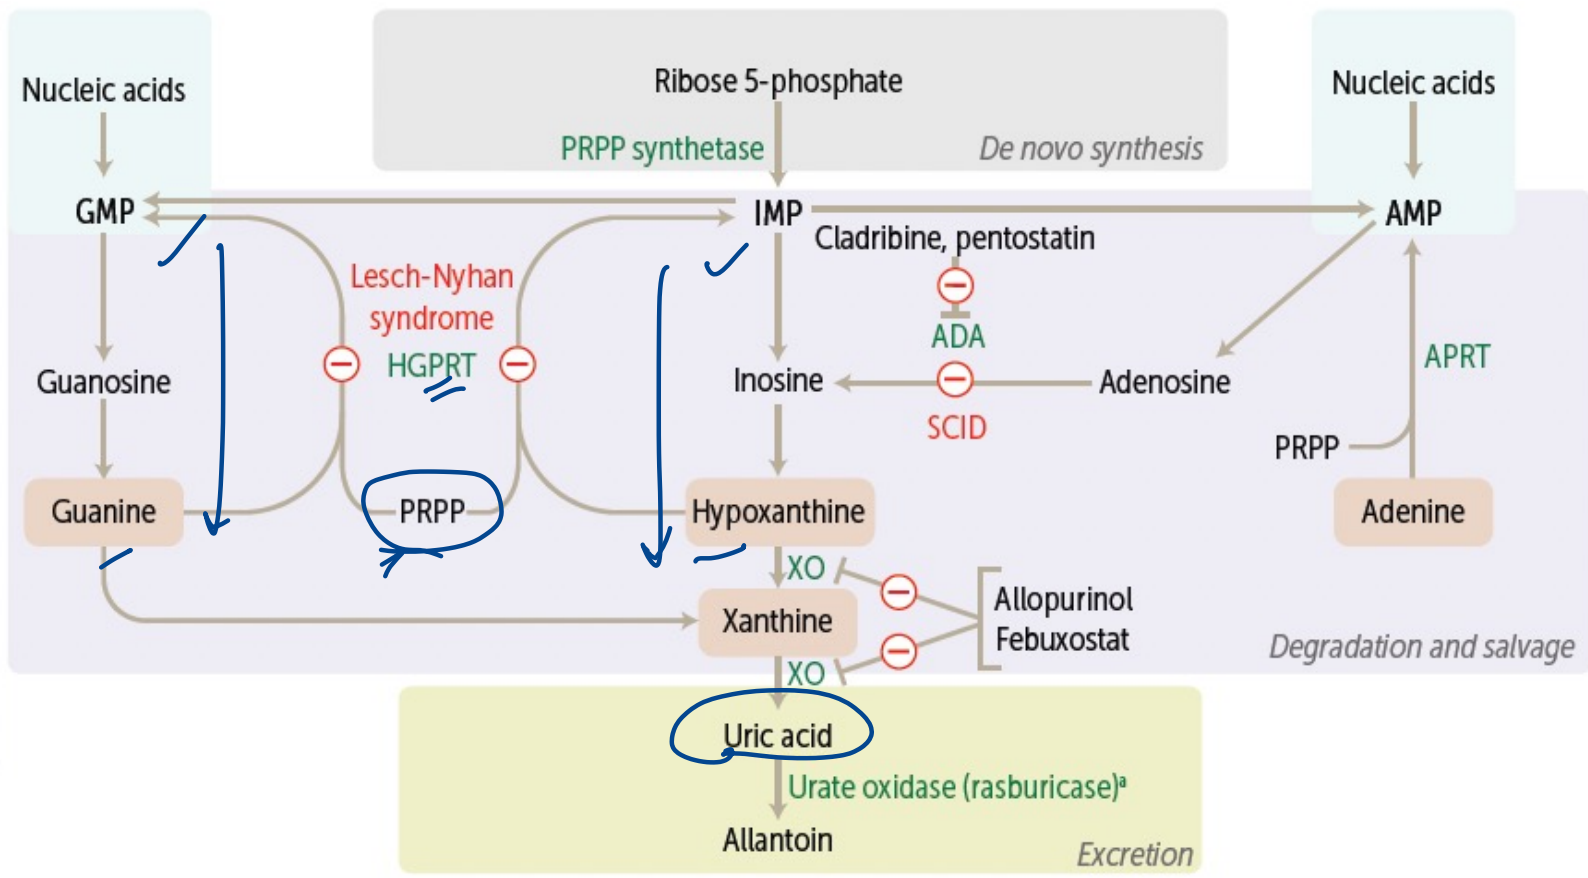 Nucleic acids
Ribose 5-phosphate
Nucleic acids
PRPP synthetase
De novo synthesis
GMP
IMP
AMP
Cladribine, pentostatin
Lesch-Nyhan
syndrome
HGPRT
ADA
APRT
Guanosine
Inosine
Adenosine
SCID
PRPP
Guanine
PRPP
Hypoxanthine
Adenine
XO
Allopurinol
Febuxostat
Xanthine
Degradation and salvage
XO
Uric acid
Urate oxidase (rasburicase)ª
Allantoin
Excretion